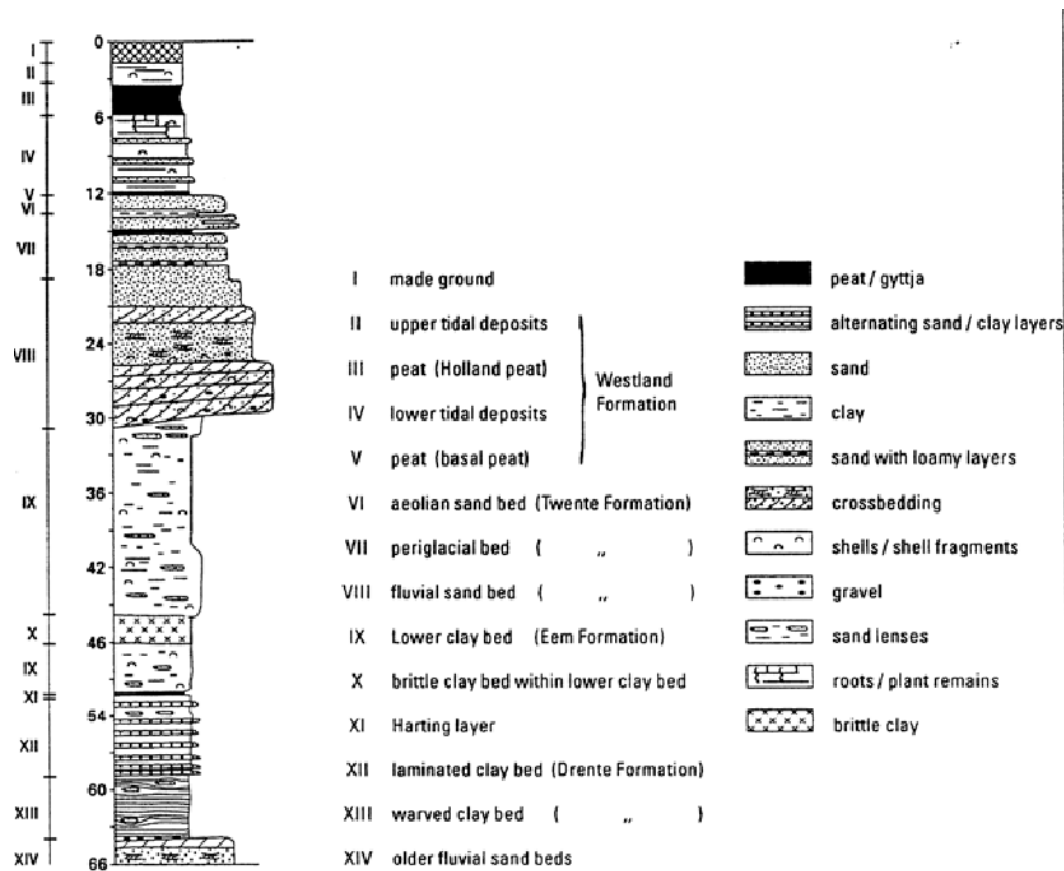 I
II
III
IV
V
VI
VII
VIII
IX
X
IX
XI
XII
XIII
XIV
0
6
12
18
24
30
36
42
46
54
60
66
I made ground
II upper tidal deposits
III peat (Holland peat)
IV lower tidal deposits
V peat (basal peat)
Westland
Formation
VI aeolian sand bed (Twente Formation)
VII periglacial bed ( „ )
VIII fluvial sand bed ( „ )
IX Lower clay bed (Eem Formation)
X brittle clay bed within lower clay bed
XI Harting layer
XII laminated clay bed (Drente Formation)
XIII warved clay bed ( „ )
XIV older fluvial sand beds
peat / gyttja
alternating sand / clay layers
sand
clay
sand with loamy layers
crossbedding
shells / shell fragments
gravel
sand lenses
roots / plant remains
brittle clay